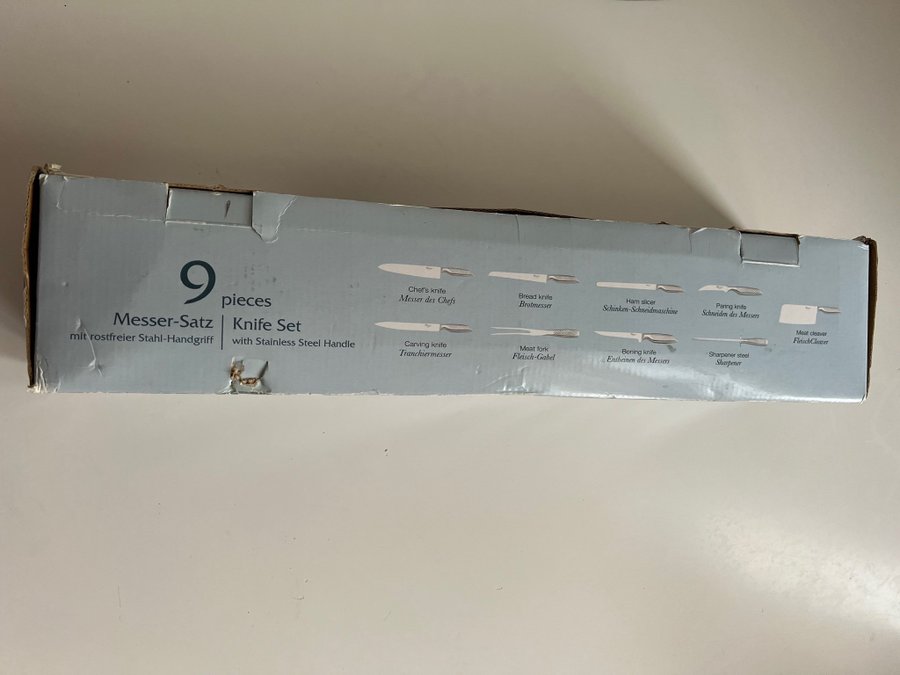 9 pieces
Messer-Satz
mit rostfreier Stahl-Handgriff
Knife Set
with Stainless Steel Handle
Chef's knife
Messer des Chefs
Bread knife
Brotmesser
Ham slicer
Schinken-Schneidmaschine
Paring knife
Schneiden des Messers
Meat cleaver
FleischCleaver
Carving knife
Tranchiermesser
Meat fork
Fleisch-Gabel
Boning knife
Entbeinen des Messers
Sharpener steel
Sharpener